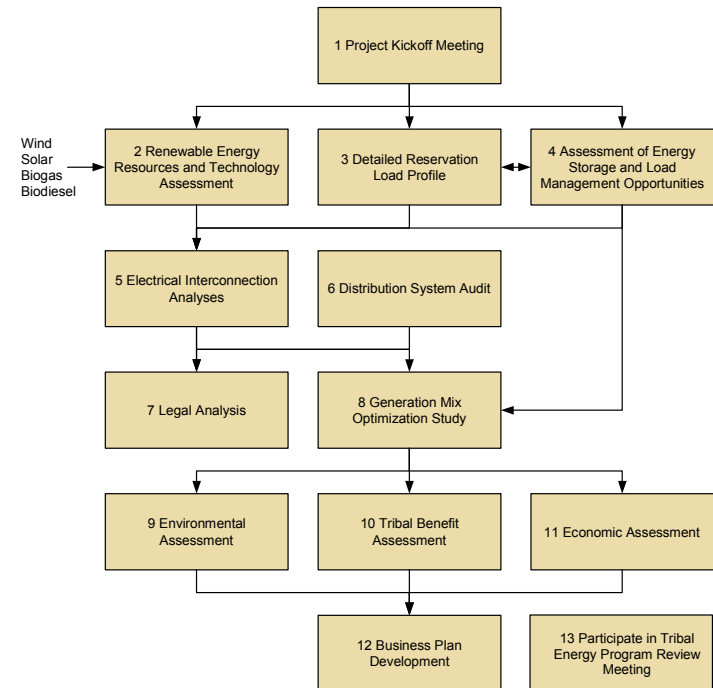 1 Project Kickoff Meeting
Wind
Solar
Biogas
Biodiesel
2 Renewable Energy
Resources and Technology
Assessment
3 Detailed Reservation
Load Profile
4 Assessment of Energy
Storage and Load
Management Opportunities
5 Electrical Interconnection
Analyses
6 Distribution System Audit
7 Legal Analysis
8 Generation Mix
Optimization Study
9 Environmental
Assessment
10 Tribal Benefit
Assessment
11 Economic Assessment
12 Business Plan
Development
13 Participate in Tribal
Energy Program Review
Meeting